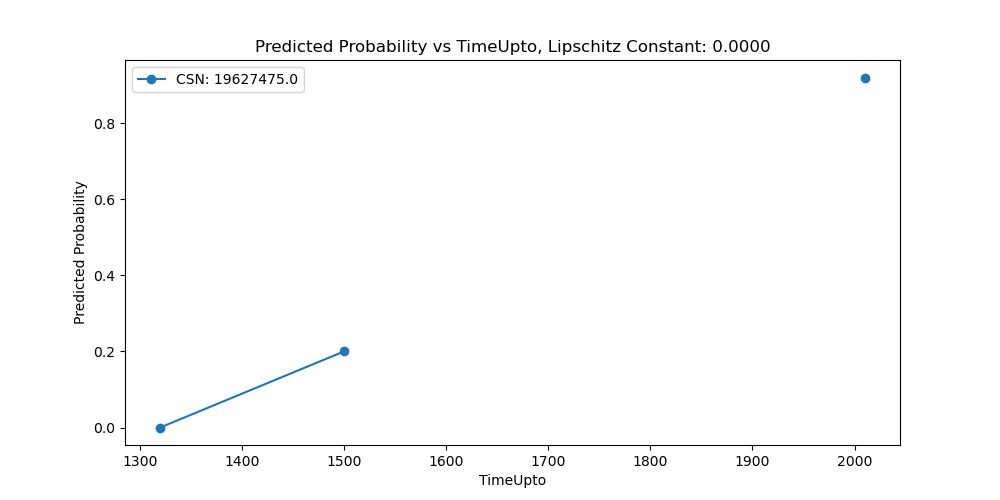 Predicted Probability vs TimeUpto, Lipschitz Constant: 0.0000
CSN: 19627475.0
Predicted Probability
0.8
0.6
0.4
0.2
0.0
1300 1400 1500 1600 1700 1800 1900 2000
TimeUpto